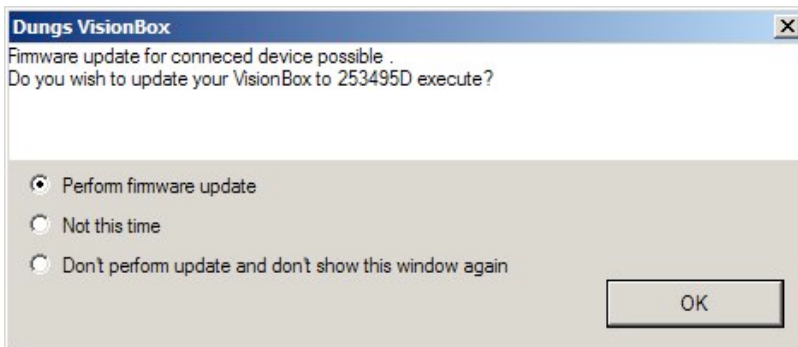 Dungs VisionBox
Firmware update for conneced device possible .
Do you wish to update your VisionBox to 253495D execute?
Perform firmware update
Not this time
Don't perform update and don't show this window again
OK